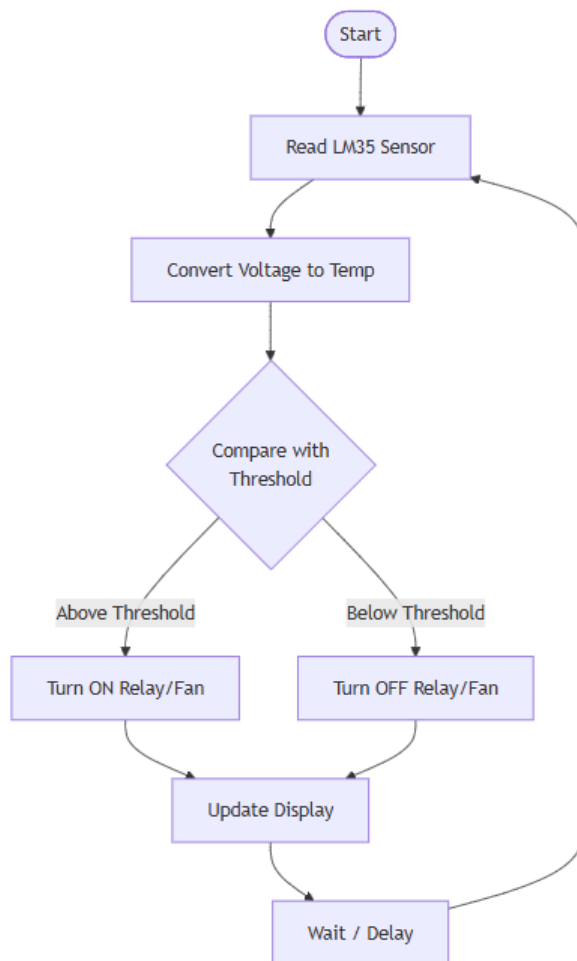 Start
Read LM35 Sensor
Convert Voltage to Temp
Compare with
Threshold
Above Threshold
Below Threshold
Turn ON Relay/Fan
Turn OFF Relay/Fan
Update Display
Wait / Delay